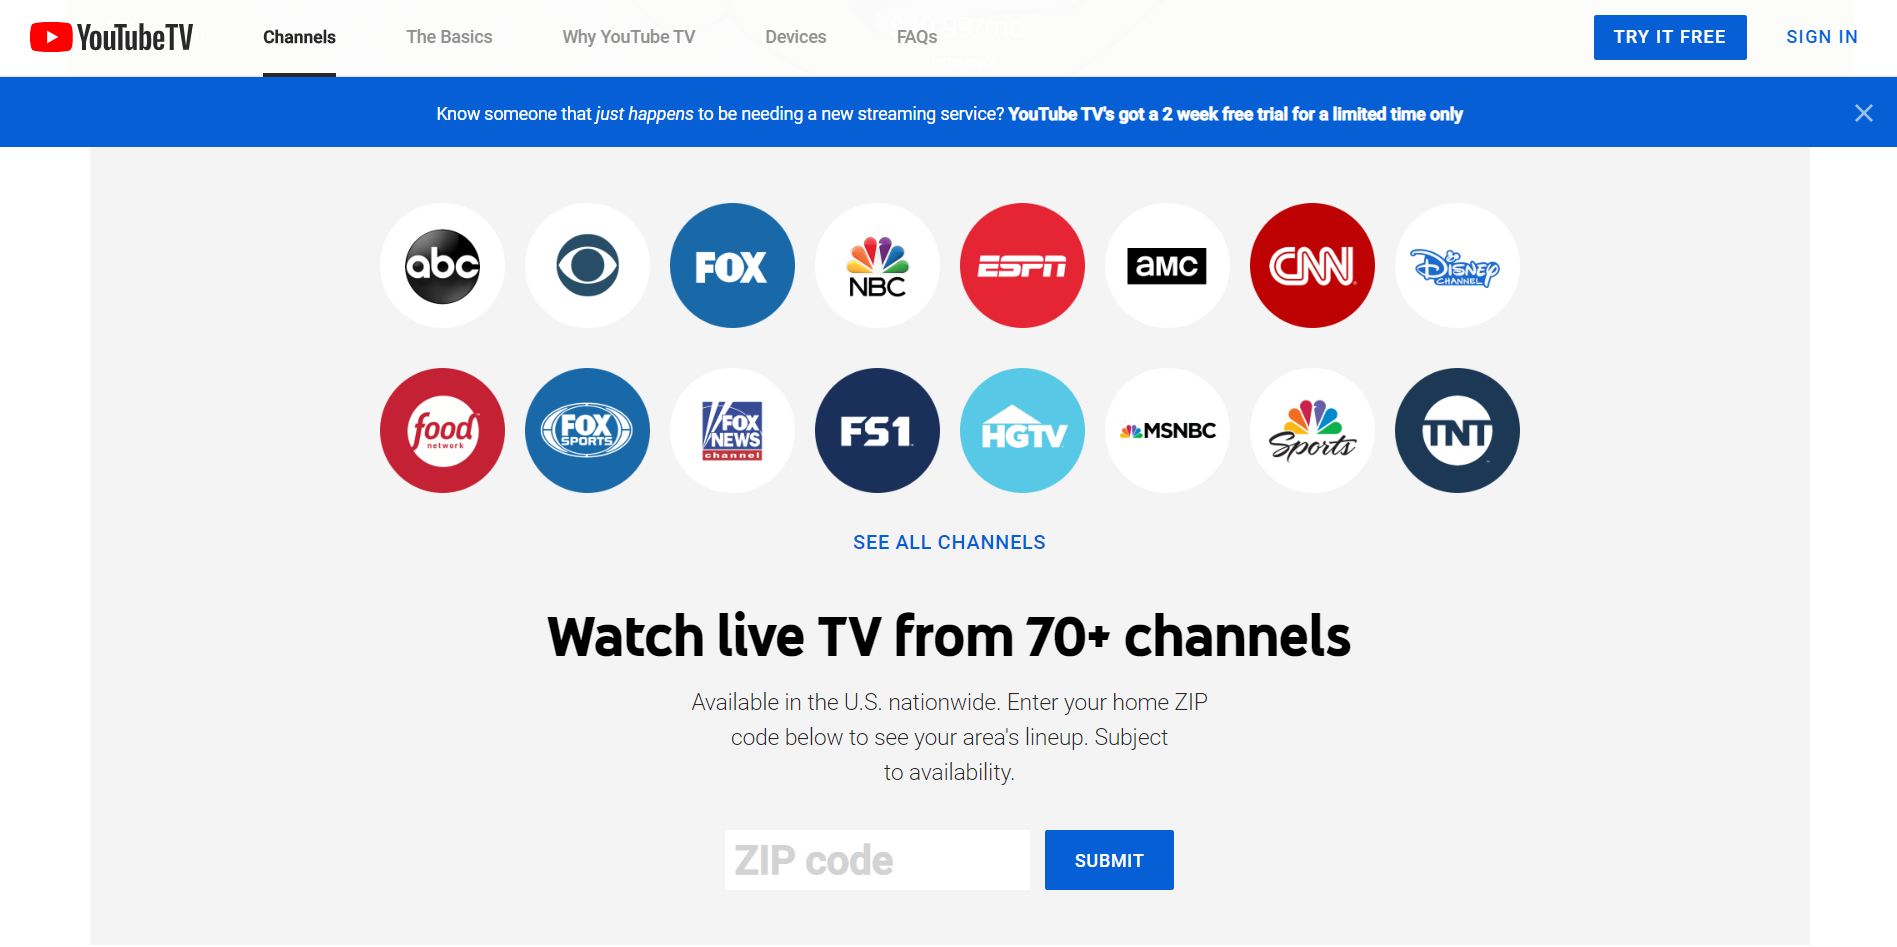 YouTubeTV
Channels
The Basics
Why YouTube TV
Devices
FAQs
TRY IT FREE
SIGN IN
Know someone that just happens to be needing a new streaming service? YouTube TV's got a 2 week free trial for a limited time only
abc
FOX
NBC
ESPN
aMC
CNN
Disney
CHANNEL
food
network
FOX
SPORTS
FOX
NEWS
channel
FS1
HGTV
MSNBC
Sports
TNT
SEE ALL CHANNELS
Watch live TV from 70+ channels
Available in the U.S. nationwide. Enter your home ZIP
code below to see your area's lineup. Subject
to availability.
ZIP code
SUBMIT